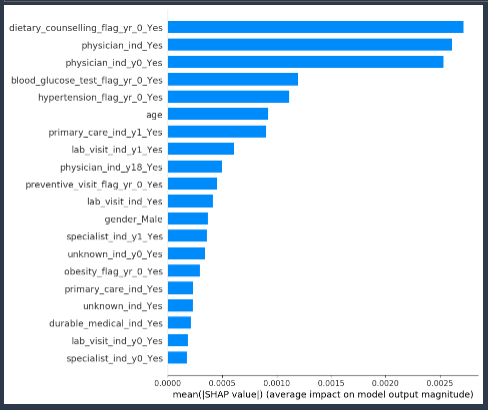 dietary_counselling_flag_yr_0_Yes
physician_ind_Yes
physician_ind_y0_Yes
blood_glucose_test_flag_yr_0_Yes
hypertension_flag_yr_0_Yes
age
primary_care_ind_y1_Yes
lab_visit_ind_y1_Yes
physician_ind_y18_Yes
preventive_visit_flag_yr_0_Yes
lab_visit_ind_Yes
gender_Male
specialist_ind_y1_Yes
unknown_ind_y0_Yes
obesity_flag_yr_0_Yes
primary_care_ind_Yes
unknown_ind_Yes
durable_medical_ind_Yes
lab_visit_ind_y0_Yes
specialist_ind_y0_Yes
0.0000 0.0005 0.0010 0.0015 0.0020 0.0025
mean(|SHAP value|) (average impact on model output magnitude)